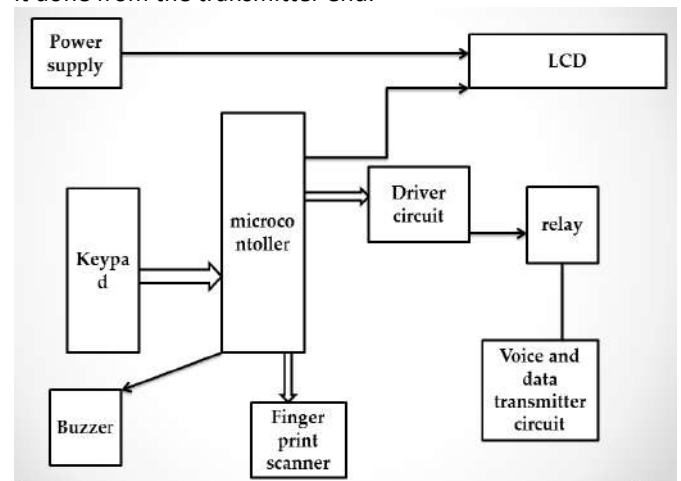 it done from the transmitter end.
Power
supply
LCD
microco
ntoller
Driver
circuit
relay
Keypa
d
Voice and
data
transmitter
circuit
Buzzer
Finger
print
scanner